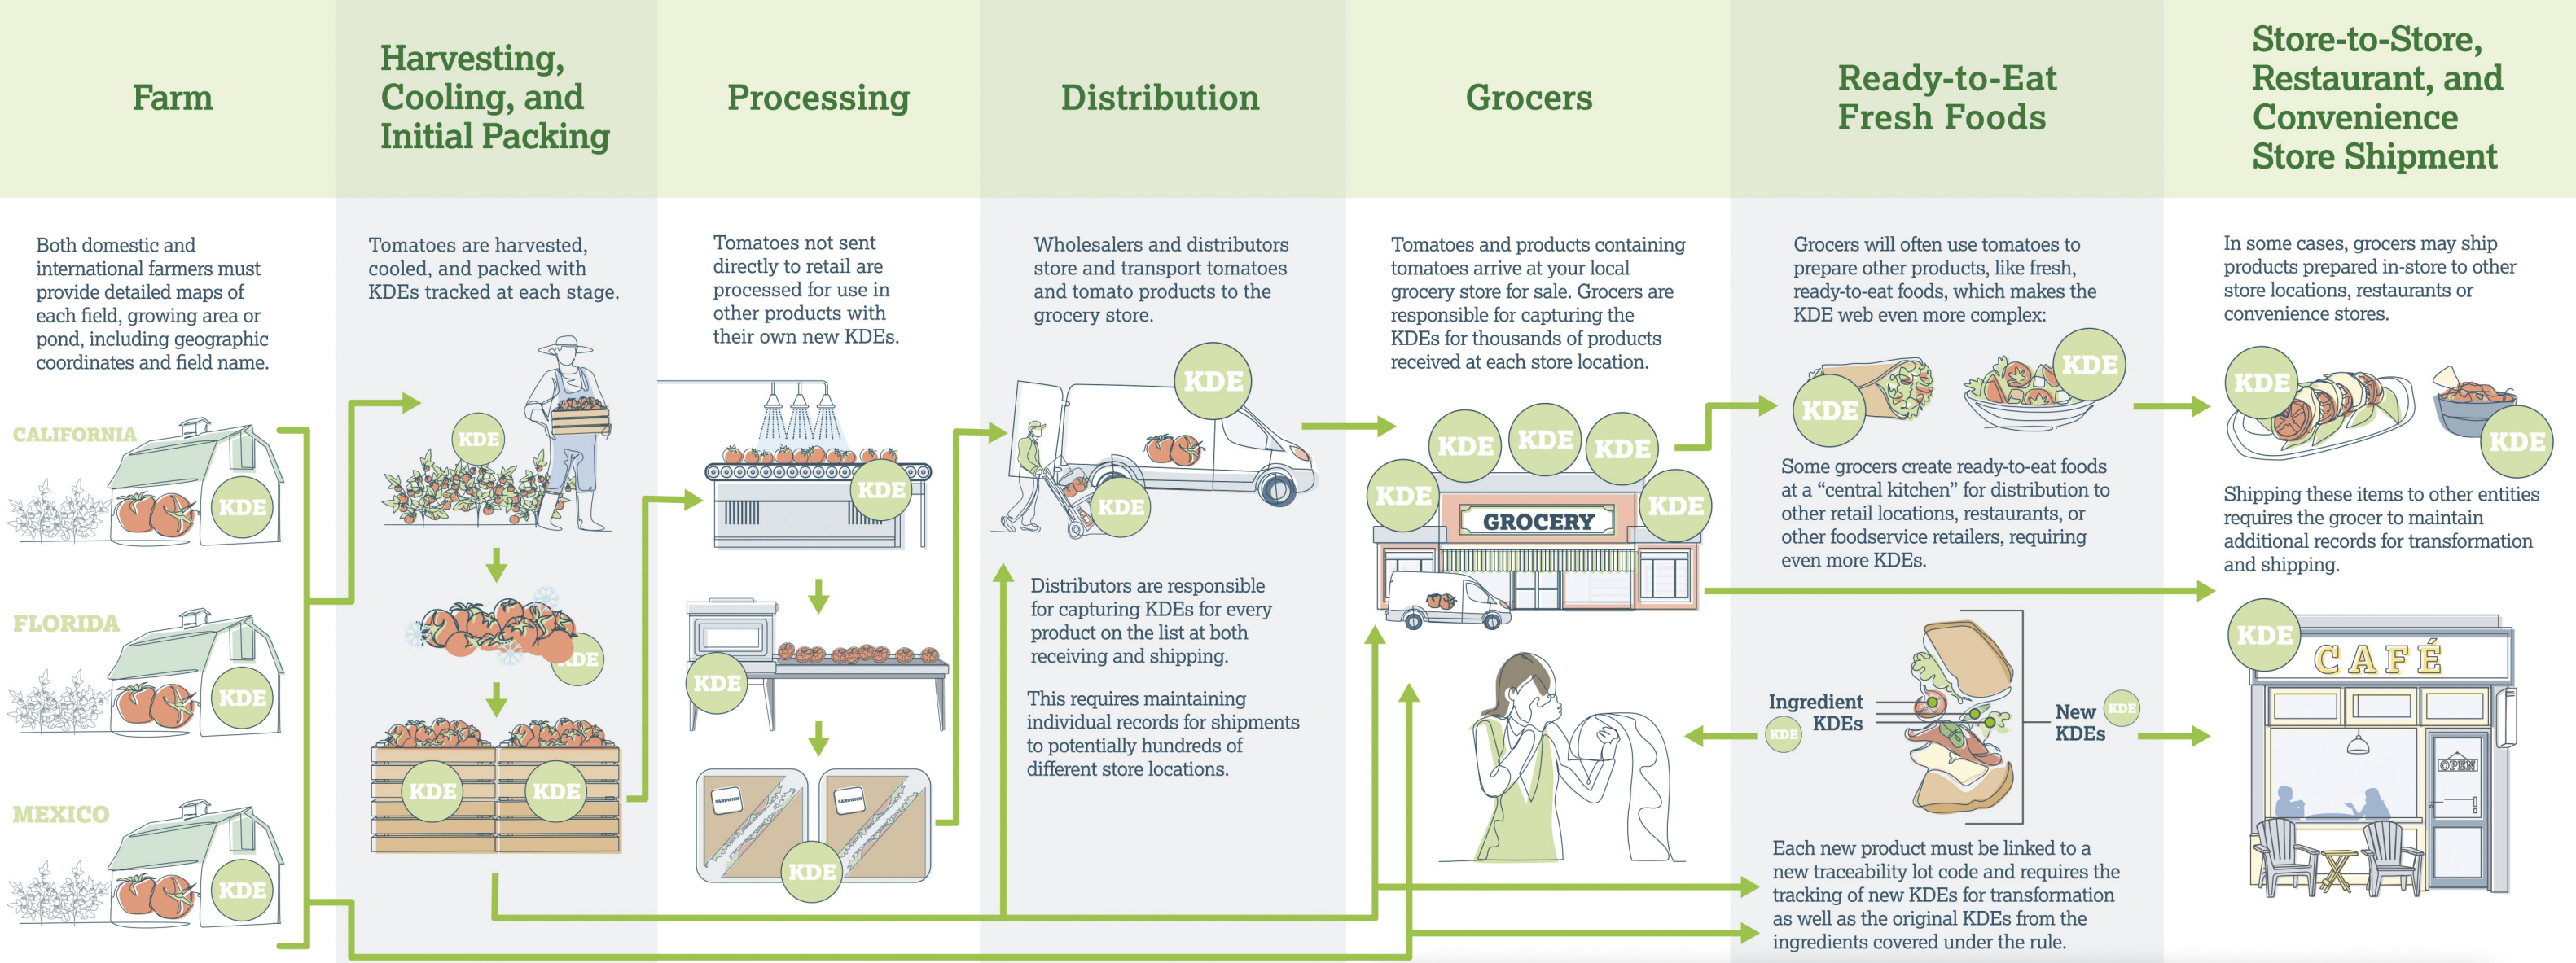 Farm
Harvesting,
Cooling, and
Initial Packing
Processing
Distribution
Grocers
Ready-to-Eat
Fresh Foods
Store-to-Store,
Restaurant, and
Convenience
Store Shipment
Both domestic and
international farmers must
provide detailed maps of
each field, growing area or
pond, including geographic
coordinates and field name.
CALIFORNIA
KDE
FLORIDA
KDE
MEXICO
KDE
Tomatoes are harvested,
cooled, and packed with
KDEs tracked at each stage.
KDE
KDE
KDE
KDE
Tomatoes not sent
directly to retail are
processed for use in
other products with
their own new KDEs.
KDE
KDE
SANDWICH
SANDWICH
KDE
Wholesalers and distributors
store and transport tomatoes
and tomato products to the
grocery store.
KDE
KDE
Distributors are responsible
for capturing KDEs for every
product on the list at both
receiving and shipping.
This requires maintaining
individual records for shipments
to potentially hundreds of
different store locations.
Tomatoes and products containing
tomatoes arrive at your local
grocery store for sale. Grocers are
responsible for capturing the
KDEs for thousands of products
received at each store location.
KDE
KDE
KDE
KDE
KDE
GROCERY
Grocers will often use tomatoes to
prepare other products, like fresh,
ready-to-eat foods, which makes the
KDE web even more complex:
KDE
KDE
Some grocers create ready-to-eat foods
at a “central kitchen” for distribution to
other retail locations, restaurants, or
other foodservice retailers, requiring
even more KDEs.
Ingredient
KDE KDEs
New KDE
KDEs
Each new product must be linked to a
new traceability lot code and requires the
tracking of new KDEs for transformation
as well as the original KDEs from the
ingredients covered under the rule.
In some cases, grocers may ship
products prepared in-store to other
store locations, restaurants or
convenience stores.
KDE
KDE
Shipping these items to other entities
requires the grocer to maintain
additional records for transformation
and shipping.
KDE
CAFÉ
OPEN